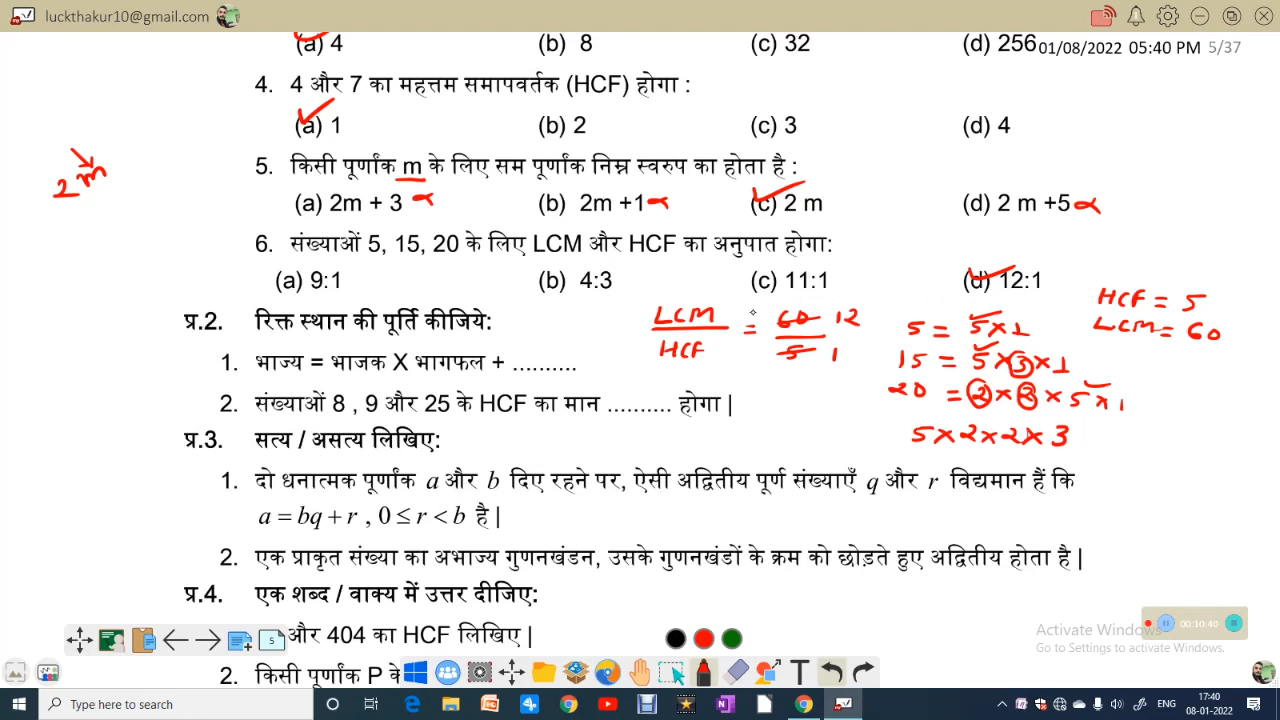 luckthakur10@gmail.com
(a) 4 (b) 8 (c) 32 (d) 256
01/08/2022 05:40 PM 5/37
4. 4 और 7 का महत्तम समापवर्तक (HCF) होगा :
(a) 1 (b) 2 (c) 3 (d) 4
2m
5. किसी पूर्णांक m के लिए सम पूर्णांक निम्न स्वरुप का होता है :
(a) 2m + 3 (b) 2m +1 (c) 2 m (d) 2 m +5
6. संख्याओं 5, 15, 20 के लिए LCM और HCF का अनुपात होगा:
(a) 9:1 (b) 4:3 (c) 11:1 (d) 12:1
HCF = 5
LCM = 60
LCM/HCF = 60/5 12/1
5 = 5×1
15 = 5×3×1
20 = 2×2×5×1
5×2×2×3
प्र.2. रिक्त स्थान की पूर्ति कीजिये:
1. भाज्य = भाजक X भागफल + ..........
2. संख्याओं 8 , 9 और 25 के HCF का मान .......... होगा |
प्र.3. सत्य / असत्य लिखिए:
1. दो धनात्मक पूर्णांक a और b दिए रहने पर, ऐसी अद्वितीय पूर्ण संख्याएँ q और r विद्यमान हैं कि
a = bq + r , 0 ≤ r < b है |
2. एक प्राकृत संख्या का अभाज्य गुणनखंडन, उसके गुणनखंडों के क्रम को छोड़ते हुए अद्वितीय होता है |
प्र.4. एक शब्द / वाक्य में उत्तर दीजिए:
और 404 का HCF लिखिए |
2. किसी पूर्णांक P के
00:10:40
Activate Windows
Go to Settings to activate Windows.
5
Type here to search
ENG
17:40
08-01-2022